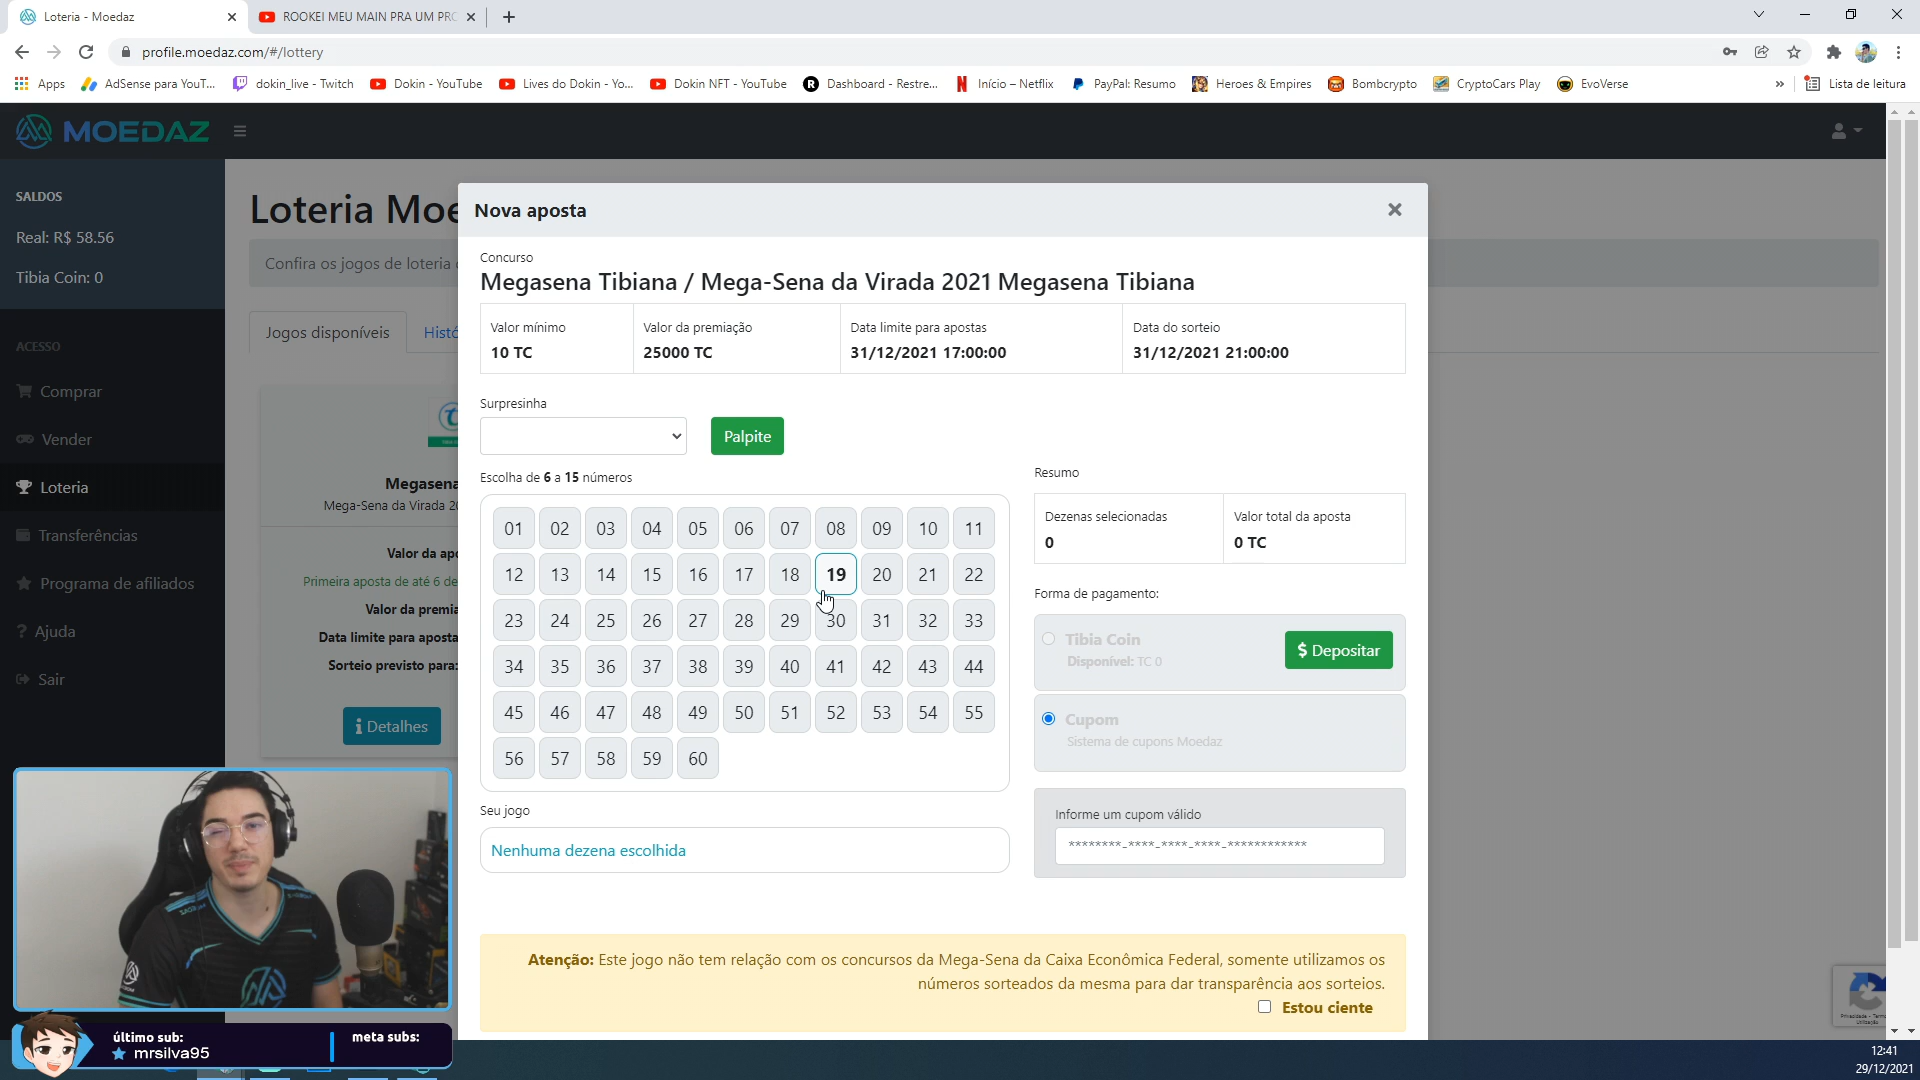 Loteria - Moedaz
ROOKEI MEU MAIN PRA UM PRO
profile.moedaz.com/#/lottery
Apps
AdSense para YouT...
dokin_live - Twitch
Dokin - YouTube
Lives do Dokin - Yo...
Dokin NFT - YouTube
Dashboard - Restre...
Início – Netflix
PayPal: Resumo
Heroes & Empires
Bombcrypto
CryptoCars Play
EvoVerse
»
Lista de leitura
MOEDAZ
SALDOS
Real: R$ 58.56
Tibia Coin: 0
ACESSO
Comprar
Vender
Loteria
Transferências
Programa de afiliados
? Ajuda
Sair
Loteria Moe
Confira os jogos de loteria
Jogos disponíveis
Histó
Megasena
Mega-Sena da Virada 20
Valor da apo
Primeira aposta de até 6 de
Valor da premia
Data limite para aposta
Sorteio previsto para:
Detalhes
Nova aposta
Concurso
Megasena Tibiana / Mega-Sena da Virada 2021 Megasena Tibiana
Valor mínimo
10 TC
Valor da premiação
25000 TC
Data limite para apostas
31/12/2021 17:00:00
Data do sorteio
31/12/2021 21:00:00
Surpresinha
Palpite
Escolha de 6 a 15 números
01 02 03 04 05 06 07 08 09 10 11
12 13 14 15 16 17 18 19 20 21 22
23 24 25 26 27 28 29 30 31 32 33
34 35 36 37 38 39 40 41 42 43 44
45 46 47 48 49 50 51 52 53 54 55
56 57 58 59 60
Seu jogo
Nenhuma dezena escolhida
Resumo
Dezenas selecionadas
0
Valor total da aposta
0 TC
Forma de pagamento:
Tibia Coin
Disponível: TC 0
$ Depositar
Cupom
Sistema de cupons Moedaz
Informe um cupom válido
********-****-****-****-************
Atenção: Este jogo não tem relação com os concursos da Mega-Sena da Caixa Econômica Federal, somente utilizamos os
números sorteados da mesma para dar transparência aos sorteios.
Estou ciente
último sub:
mrsilva95
meta subs:
12:41
29/12/2021